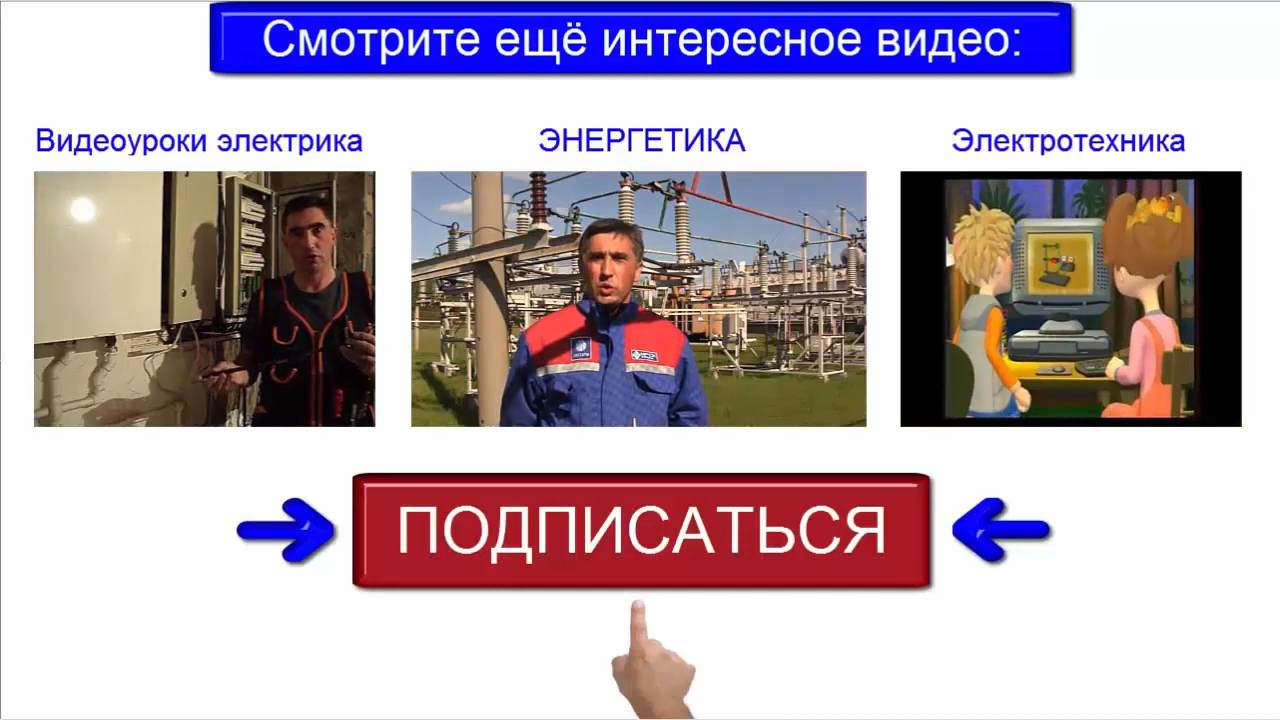 Смотрите ещё интересное видео:
Видеоуроки электрика
ЭНЕРГЕТИКА
Электротехника
ПОДПИСАТЬСЯ